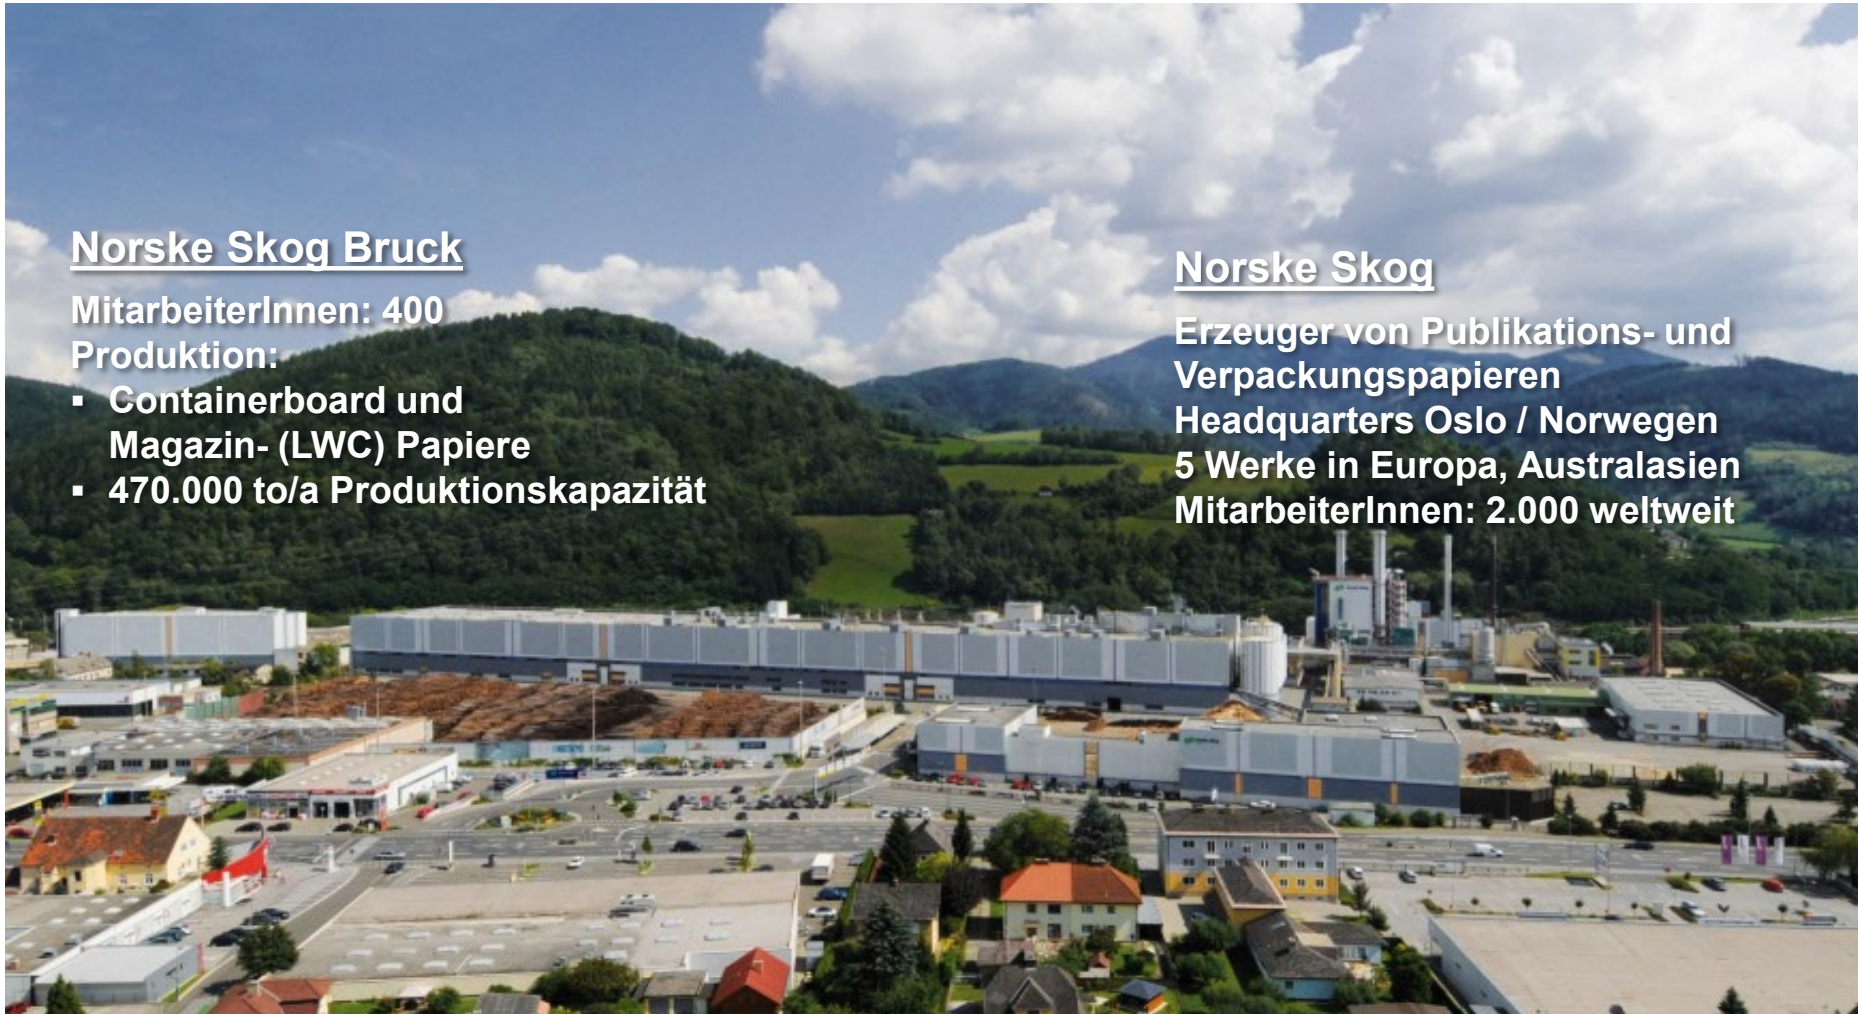 Norske Skog Bruck
MitarbeiterInnen: 400
Produktion:
▪ Containerboard und
Magazin- (LWC) Papiere
▪ 470.000 to/a Produktionskapazität
Norske Skog
Erzeuger von Publikations- und
Verpackungspapieren
Headquarters Oslo / Norwegen
5 Werke in Europa, Australasien
MitarbeiterInnen: 2.000 weltweit